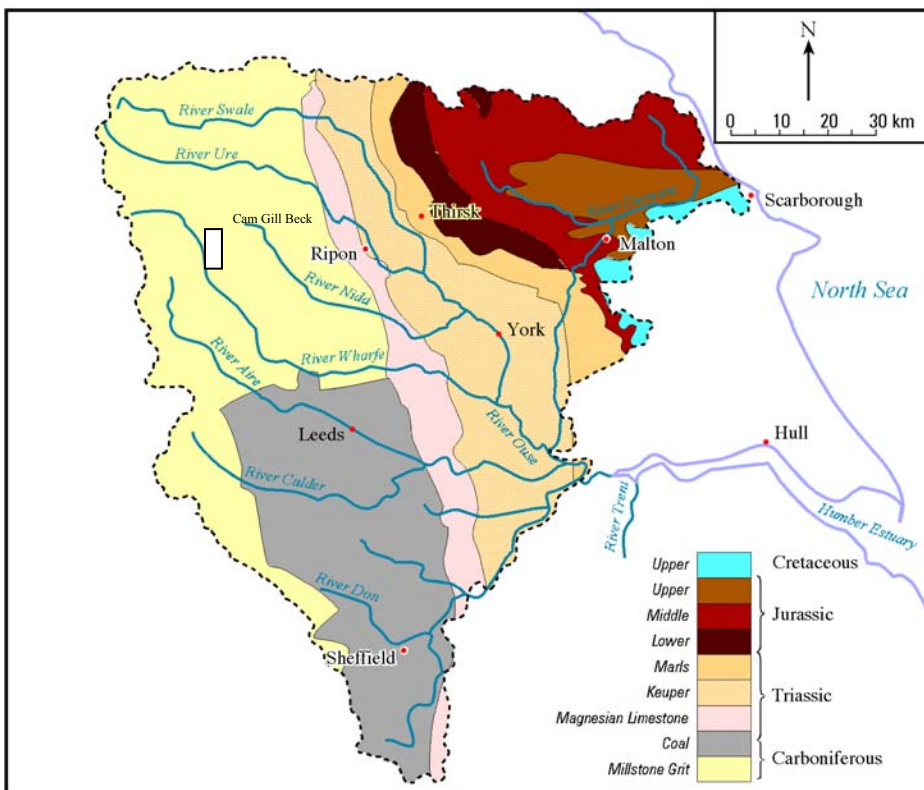 N
0 10 20 30 km
River Swale
River Ure
Cam Gill Beck
Thirsk
River Derwent
Scarborough
Ripon
Malton
River Nidd
North Sea
York
River Wharfe
River Aire
Leeds
River Ouse
Hull
River Calder
Humber Estuary
River Trent
River Don
Sheffield
Upper Cretaceous
Upper
Middle Jurassic
Lower
Marls
Keuper Triassic
Magnesian Limestone
Coal
Millstone Grit Carboniferous